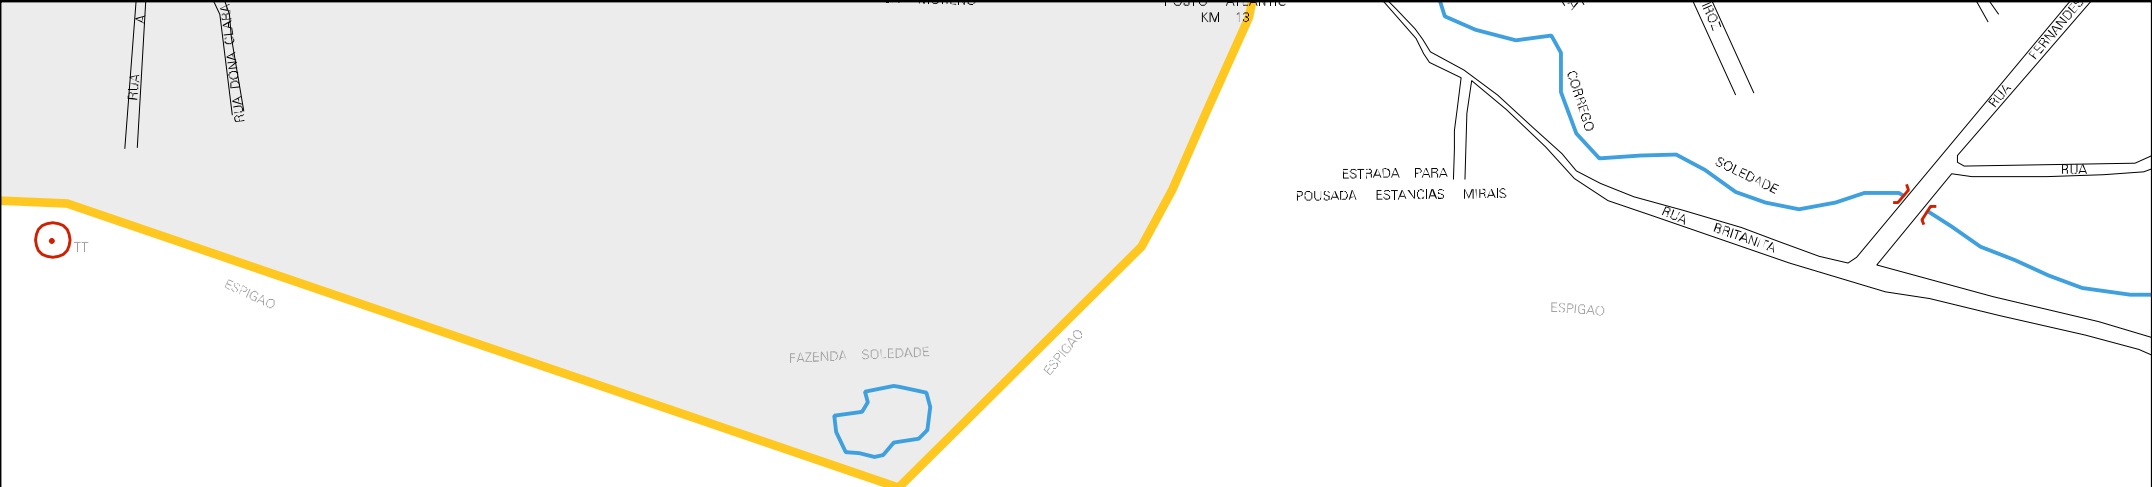 KM 13
RUA A
RUA DONA CLARA
CORREGO
SOLEDADE
RUA FERNANDES
RUA
ESTRADA PARA
POUSADA ESTANCIAS MIRAIS
RUA BRITANITA
TT
ESPIGAO
ESPIGAO
ESPIGAO
FAZENDA SOLEDADE